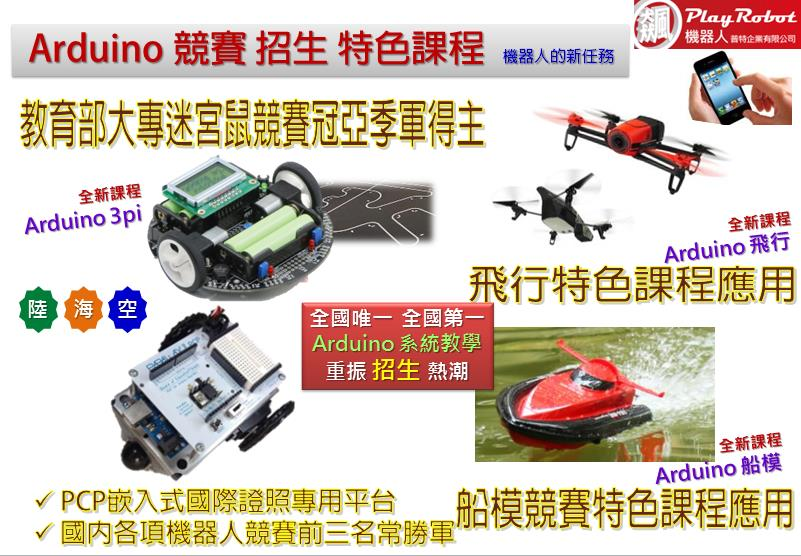 Arduino 競賽 招生 特色課程 機器人的新任務
飆
PlayRobot
機器人 普特企業有限公司
教育部大專迷宮鼠競賽冠亞季軍得主
全新課程
Arduino 3pi
全新課程
Arduino 飛行
飛行特色課程應用
陸 海 空
全國唯一 全國第一
Arduino 系統教學
重振 招生 熱潮
全新課程
Arduino 船模
船模競賽特色課程應用
✓ PCP嵌入式國際證照專用平台
✓ 國內各項機器人競賽前三名常勝軍